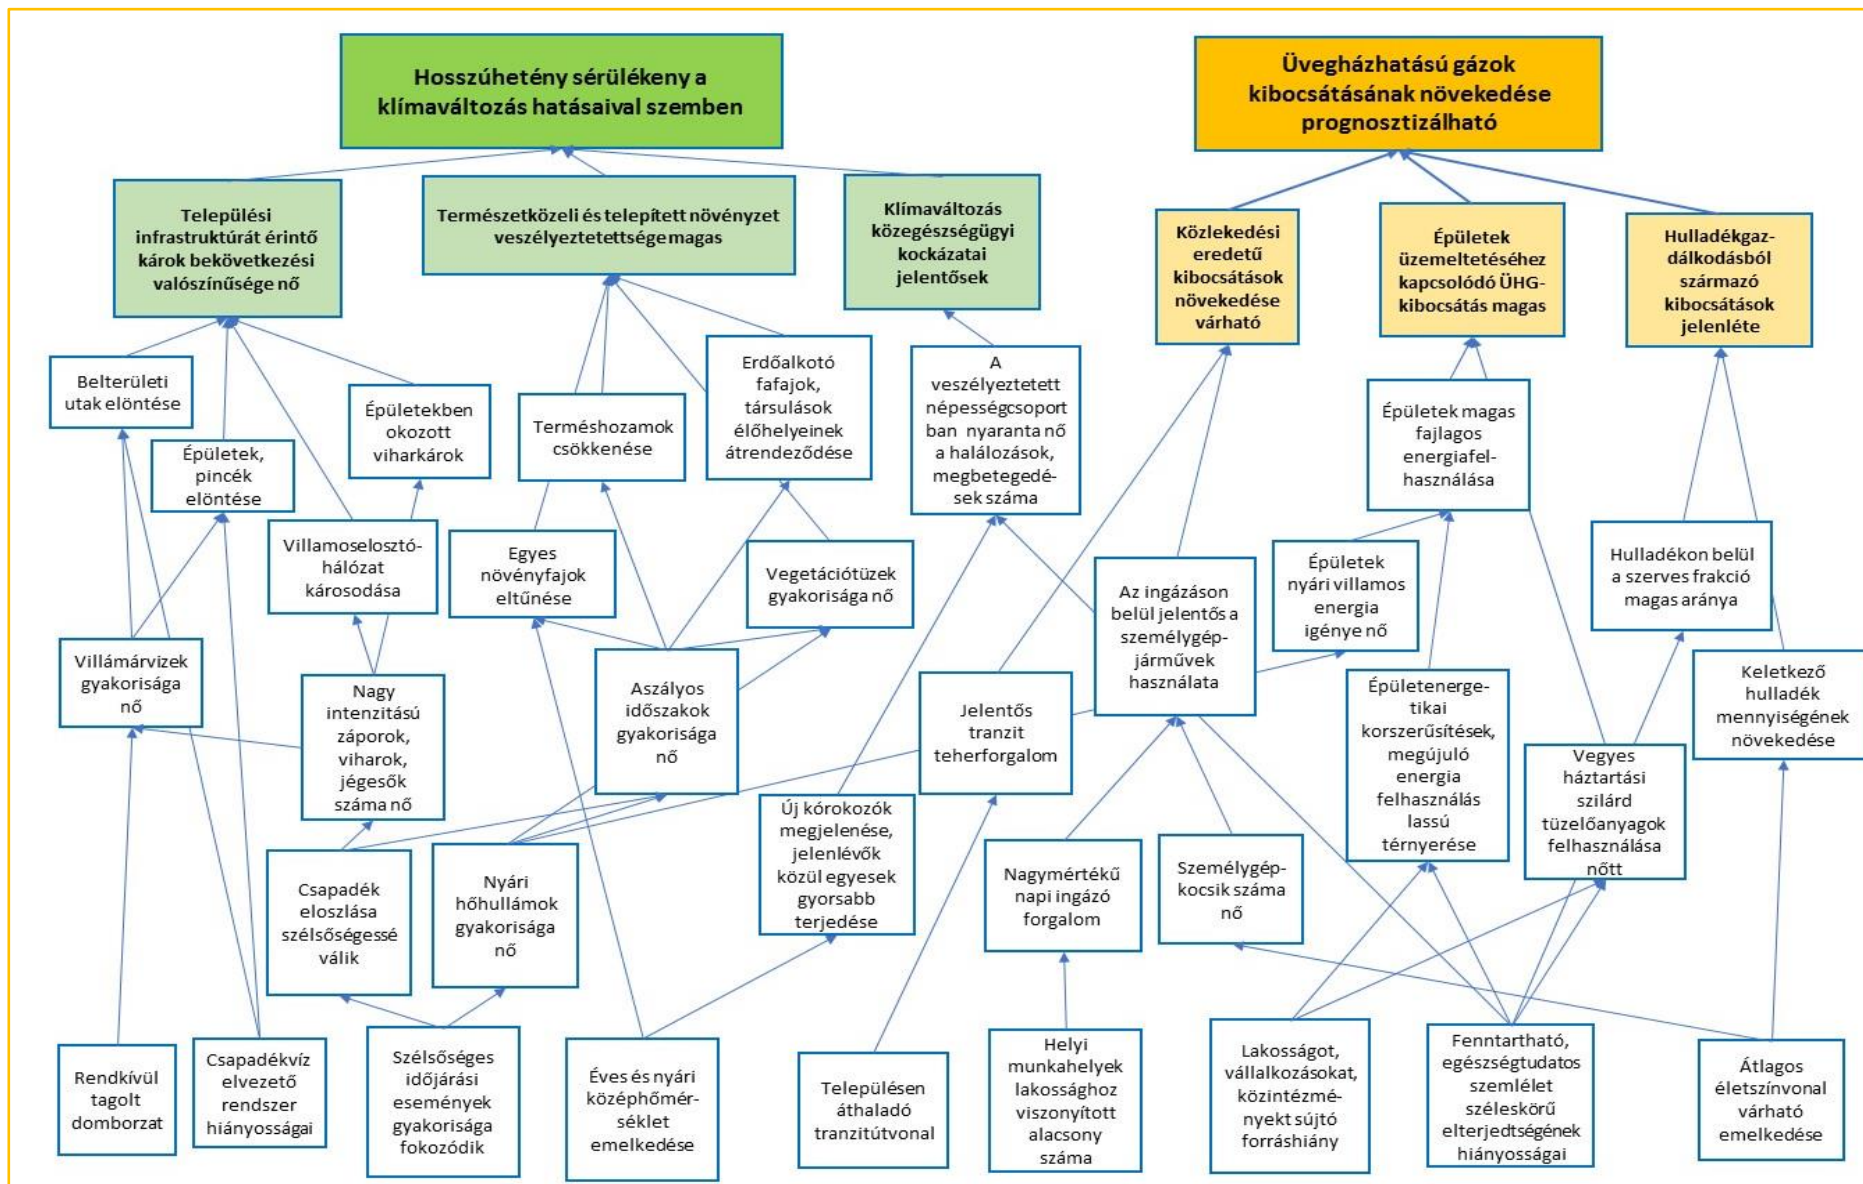 Hosszúhetény sérülékeny a
klímaváltozás hatásaival szemben
Üvegházhatású gázok
kibocsátásának növekedése
prognosztizálható
Települési
infrastruktúrát érintő
károk bekövetkezési
valószínűsége nő
Természetközeli és telepített növényzet
veszélyeztetettsége magas
Klímaváltozás
közegészségügyi
kockázatai
jelentősek
Közlekedési
eredetű
kibocsátások
növekedése
várható
Épületek
üzemeltetéséhez
kapcsolódó ÜHG-
kibocsátás magas
Hulladékgaz-
dálkodásból
származó
kibocsátások
jelenléte
Belterületi
utak elöntése
Épületek,
pincék
elöntése
Épületekben
okozott
viharkárok
Villamoselosztó-
hálózat
károsodása
Terméshozamok
csökkenése
Erdőalkotó
fafajok,
társulások
élőhelyeinek
átrendeződése
A
veszélyeztetett
népességcsoport
ban nyaranta nő
a halálozások,
megbetegedé-
sek száma
Épületek magas
fajlagos
energiafel-
használása
Egyes
növényfajok
eltűnése
Vegetációtüzek
gyakorisága nő
Az ingázáson
belül jelentős a
személygép-
járművek
használata
Épületek
nyári villamos
energia
igénye nő
Hulladékon belül
a szerves frakció
magas aránya
Villámárvizek
gyakorisága
nő
Nagy
intenzitású
záporok,
viharok,
jégesők
száma nő
Aszályos
időszakok
gyakorisága
nő
Jelentős
tranzit
teherforgalom
Épületenerge-
tikai
korszerűsítések,
megújuló
energia
felhasználás
lassú
térnyerése
Vegyes
háztartási
szilárd
tüzelőanyagok
felhasználása
nőtt
Keletkező
hulladék
mennyiségének
növekedése
Csapadék
eloszlása
szélsőségessé
válik
Nyári
hőhullámok
gyakorisága
nő
Új kórokozók
megjelenése,
jelenlévők
közül egyesek
gyorsabb
terjedése
Nagymértékű
napi ingázó
forgalom
Személygép-
kocsik száma
nő
Rendkívül
tagolt
domborzat
Csapadékvíz
elvezető
rendszer
hiányosságai
Szélsőséges
időjárási
események
gyakorisága
fokozódik
Éves és nyári
középhőmér-
séklet
emelkedése
Településen
áthaladó
tranzitútvonal
Helyi
munkahelyek
lakossághoz
viszonyított
alacsony
száma
Lakosságot,
vállalkozásokat,
közintézmé-
nyekt sújtó
forráshiány
Fenntartható,
egészségtudatos
szemlélet
széleskörű
elterjedtségének
hiányosságai
Átlagos
életszínvonal
várható
emelkedése